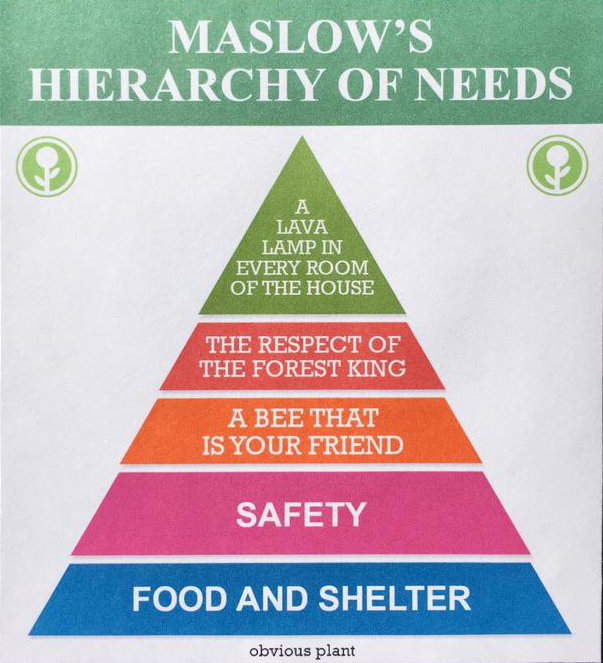 MASLOW'S
HIERARCHY OF NEEDS
A
LAVA
LAMP IN
EVERY ROOM
OF THE HOUSE
THE RESPECT OF
THE FOREST KING
A BEE THAT
IS YOUR FRIEND
SAFETY
FOOD AND SHELTER
obvious plant